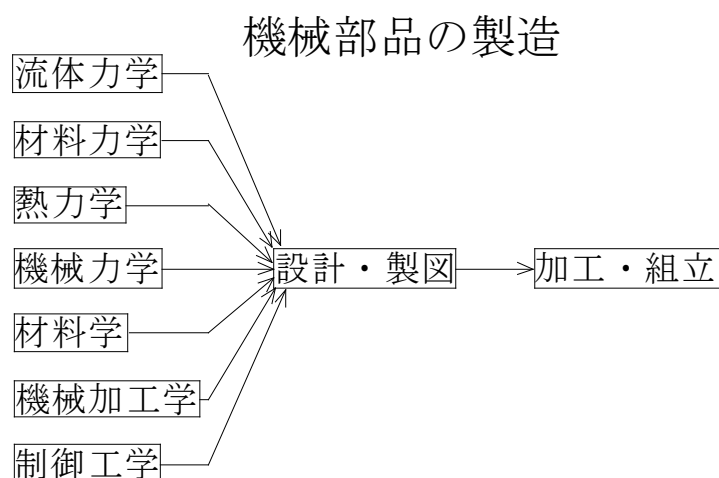 機械部品の製造
流体力学
材料力学
熱力学
機械力学
設計・製図
加工・組立
材料学
機械加工学
制御工学